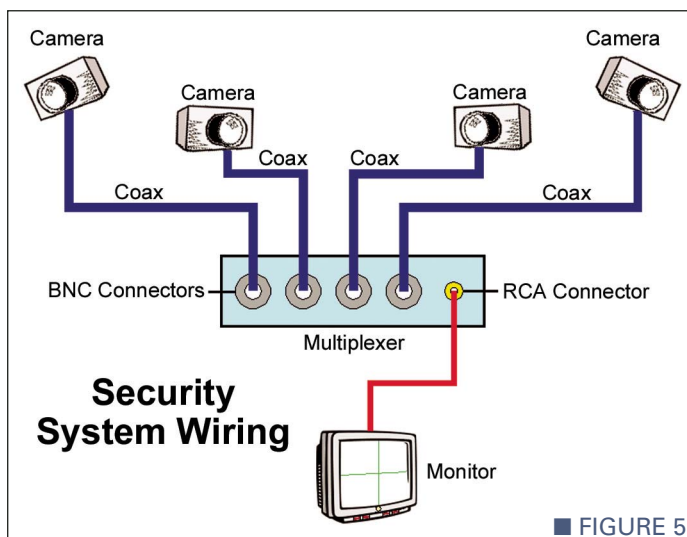 Camera
Camera
Camera
Camera
Coax
Coax
Coax
Coax
BNC Connectors
RCA Connector
Multiplexer
Security
System Wiring
Monitor
■ FIGURE 5